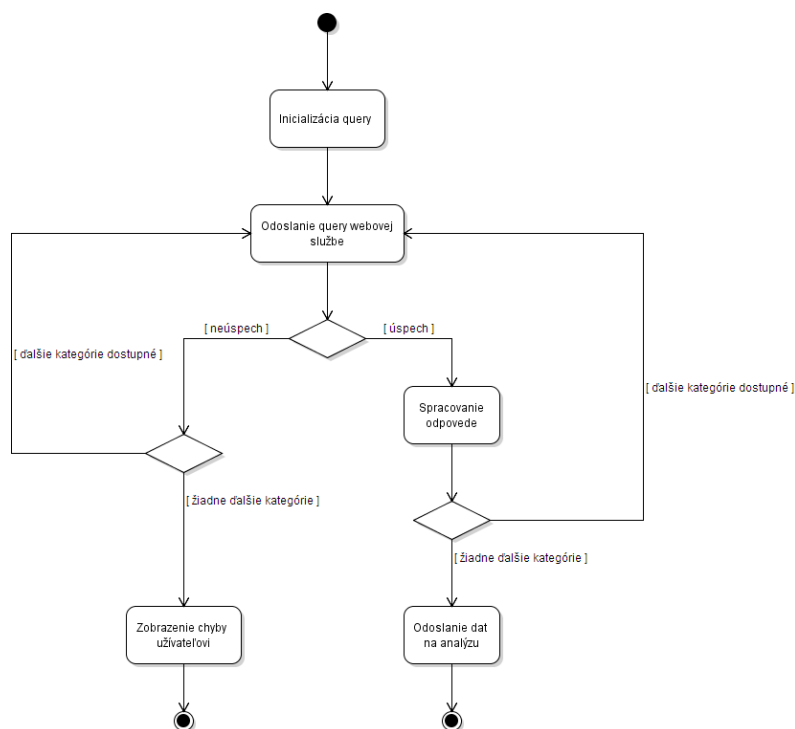 Inicializácia query
Odoslanie query webovej
službe
[ neúspech ]
[ úspech ]
[ ďalšie kategórie dostupné ]
[ ďalšie kategórie dostupné ]
Spracovanie
odpovede
[ žiadne ďalšie kategórie ]
[ žiadne ďalšie kategórie ]
Zobrazenie chyby
užívateľovi
Odoslanie dat
na analýzu